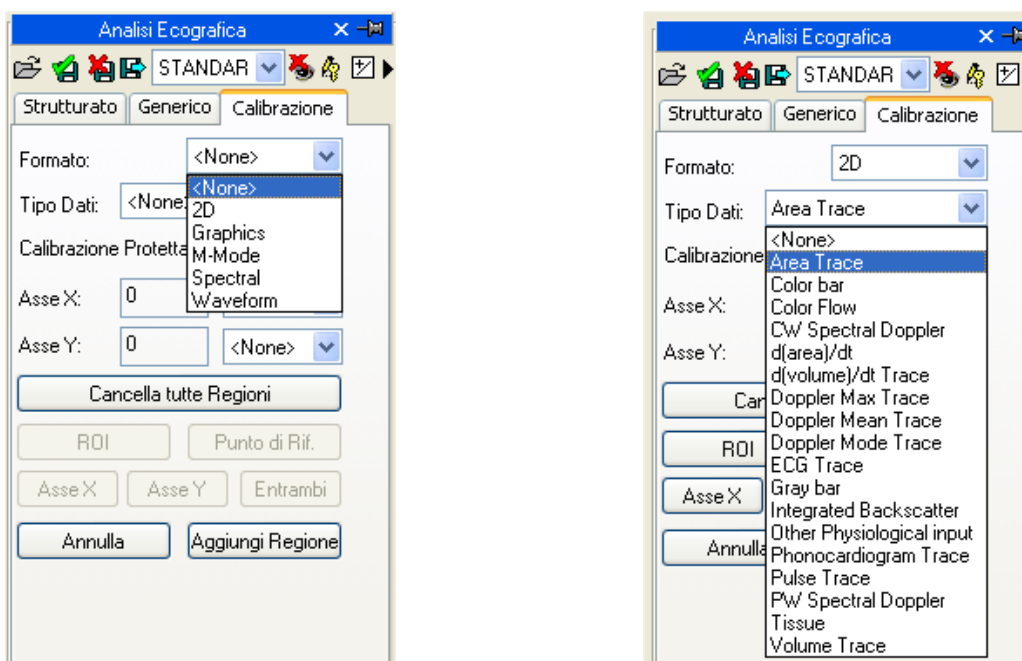 Analisi Ecografica
STANDAR
Strutturato Generico Calibrazione
Formato: <None>
<None>
2D
Graphics
M-Mode
Spectral
Waveform
Tipo Dati: <None
Calibrazione Protetta
Asse X: 0
Asse Y: 0 <None>
Cancella tutte Regioni
ROI Punto di Rif.
Asse X Asse Y Entrambi
Annulla Aggiungi Regione
Analisi Ecografica
STANDAR
Strutturato Generico Calibrazione
Formato: 2D
Tipo Dati: Area Trace
<None>
Area Trace
Color bar
Color Flow
CW Spectral Doppler
d(area)/dt
d(volume)/dt Trace
Doppler Max Trace
Doppler Mean Trace
Doppler Mode Trace
ECG Trace
Gray bar
Integrated Backscatter
Other Physiological input
Phonocardiogram Trace
Pulse Trace
PW Spectral Doppler
Tissue
Volume Trace
Calibrazione
Asse X:
Asse Y:
Can
ROI
Asse X
Annulla